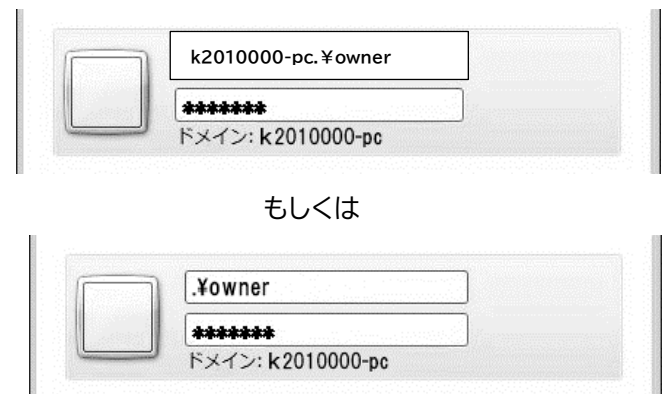 k2010000-pc.¥owner
*******
ドメイン: k2010000-pc
もしくは
.¥owner
*******
ドメイン: k2010000-pc